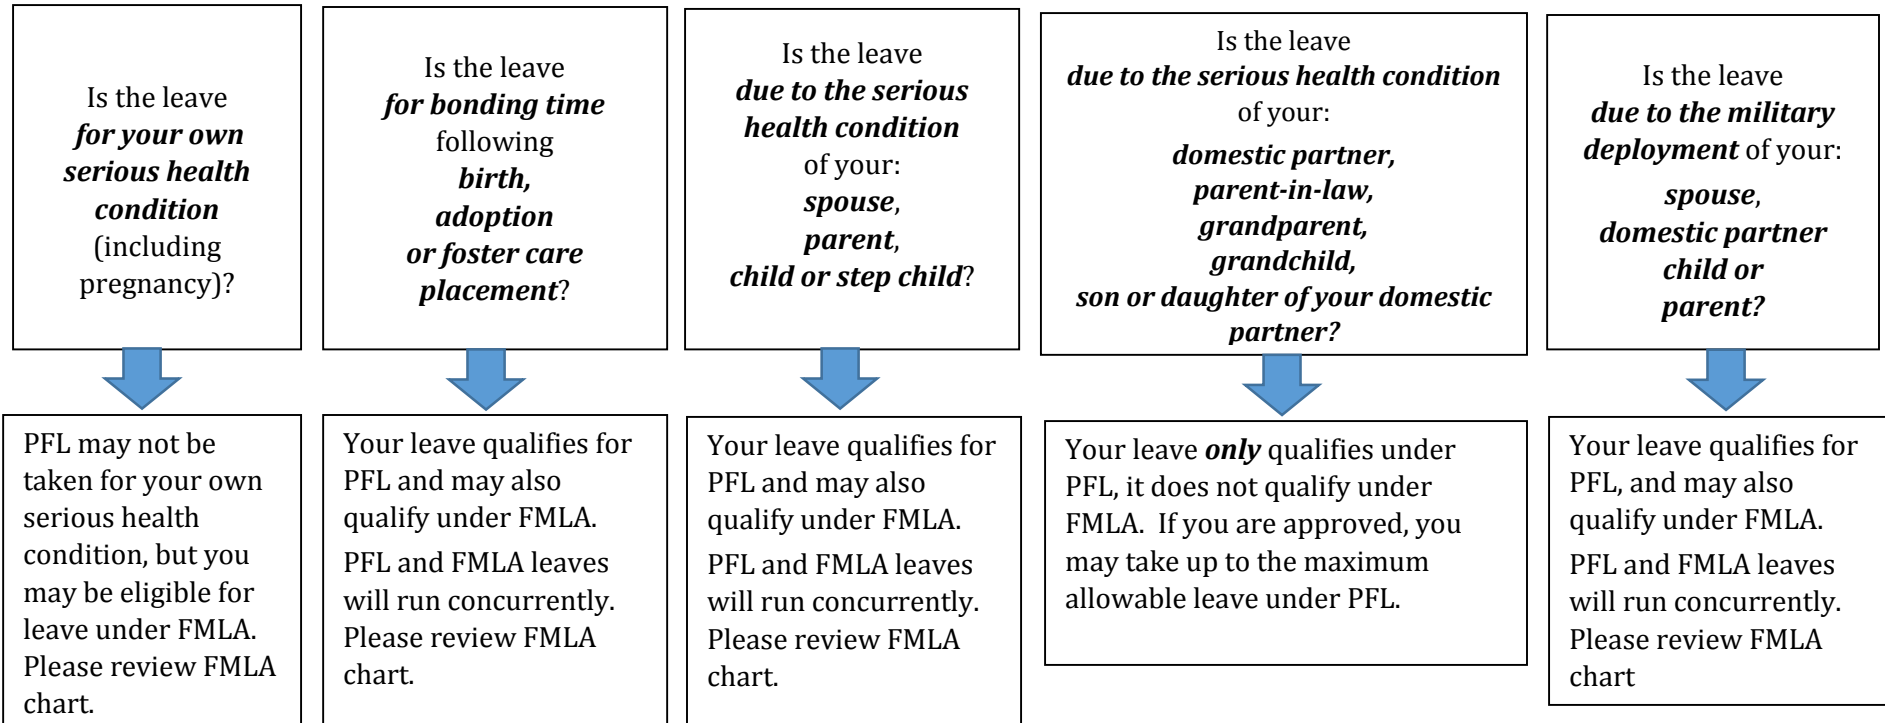 Is the leave
for your own
serious health
condition
(including
pregnancy)?
PFL may not be
taken for your own
serious health
condition, but you
may be eligible for
leave under FMLA.
Please review FMLA
chart.
Is the leave
for bonding time
following
birth,
adoption
or foster care
placement?
Your leave qualifies for
PFL and may also
qualify under FMLA.
PFL and FMLA leaves
will run concurrently.
Please review FMLA
chart.
Is the leave
due to the serious
health condition
of your:
spouse,
parent,
child or step child?
Your leave qualifies for
PFL and may also
qualify under FMLA.
PFL and FMLA leaves
will run concurrently.
Please review FMLA
chart.
Is the leave
due to the serious health condition
of your:
domestic partner,
parent-in-law,
grandparent,
grandchild,
son or daughter of your domestic
partner?
Your leave only qualifies under
PFL, it does not qualify under
FMLA.  If you are approved, you
may take up to the maximum
allowable leave under PFL.
Is the leave
due to the military
deployment of your:
spouse,
domestic partner
child or
parent?
Your leave qualifies for
PFL, and may also
qualify under FMLA.
PFL and FMLA leaves
will run concurrently.
Please review FMLA
chart